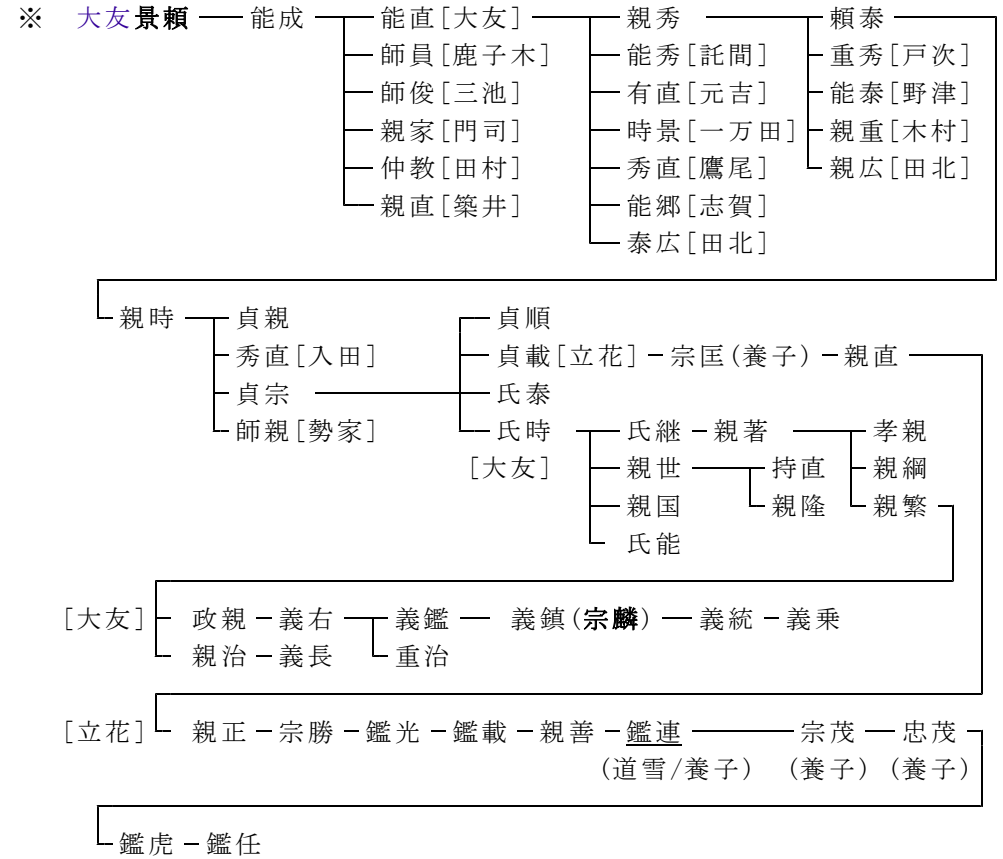 ※ 大友景頼 能成 能直[大友] 親秀 頼泰
師員[鹿子木] 能秀[託間] 重秀[戸次]
師俊[三池] 有直[元吉] 能泰[野津]
親家[門司] 時景[一万田] 親重[木村]
仲教[田村] 秀直[鷹尾] 親広[田北]
親直[築井] 能郷[志賀]
泰広[田北]
親時 貞親 貞順
秀直[入田] 貞載[立花] 宗匡(養子) 親直
貞宗 氏泰
師親[勢家] 氏時 氏継 親著 孝親
[大友] 親世 持直 親綱
親国 親隆 親繁
氏能
[大友] 政親 義右 義鑑 義鎮(宗麟) 義統 義乗
親治 義長 重治
[立花] 親正 宗勝 鑑光 鑑載 親善 鑑連 宗茂 忠茂
(道雪/養子) (養子) (養子)
鑑虎 鑑任